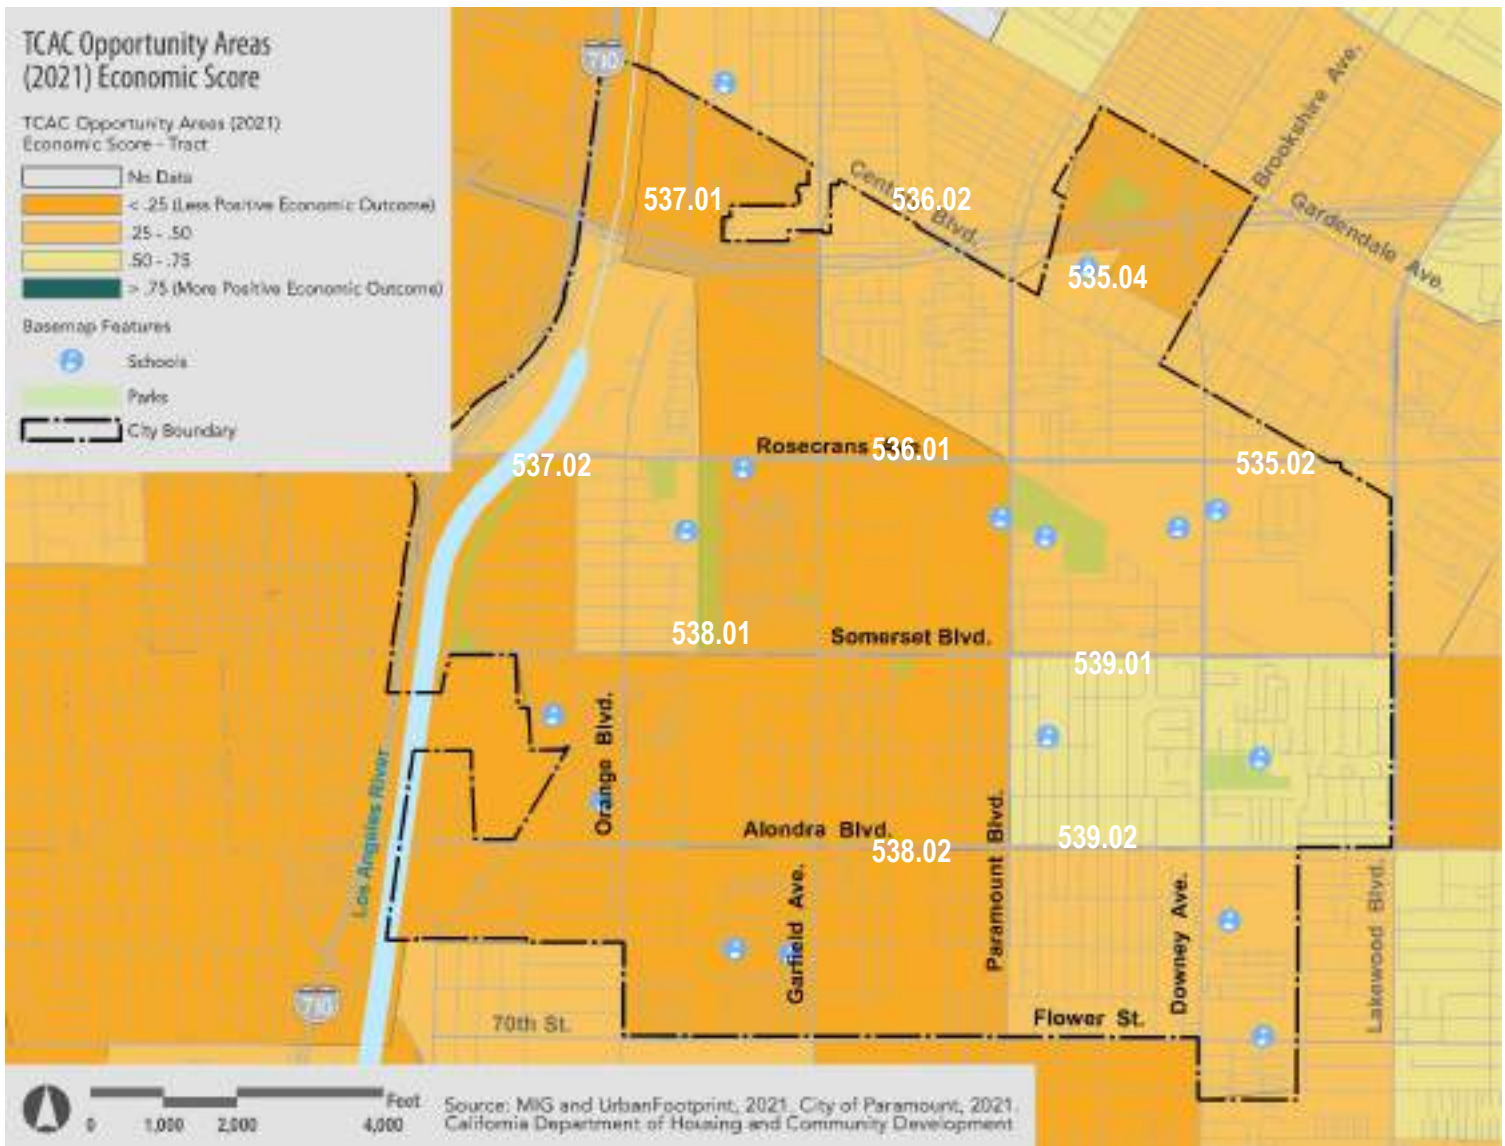 TCAC Opportunity Areas
(2021) Economic Score
TCAC Opportunity Areas (2021)
Economic Score - Tract
No Data
< .25 (Less Positive Economic Outcome)
.25 - .50
.50 - .75
> .75 (More Positive Economic Outcome)
Basemap Features
Schools
Parks
City Boundary
710
Brookshire Ave.
537.01
536.02
Blvd.
Gardendale Ave.
535.04
Rosecrans
536.01
537.02
535.02
538.01
Somerset Blvd.
539.01
Orange Blvd.
Los Angeles River
Alondra Blvd.
538.02
Paramount Blvd.
539.02
Garfield Ave.
Downey Ave.
Lakewood Blvd.
710
70th St.
Flower St.
0 1,000 2,000 4,000 Feet
Source: MIG and UrbanFootprint, 2021. City of Paramount, 2021.
California Department of Housing and Community Development